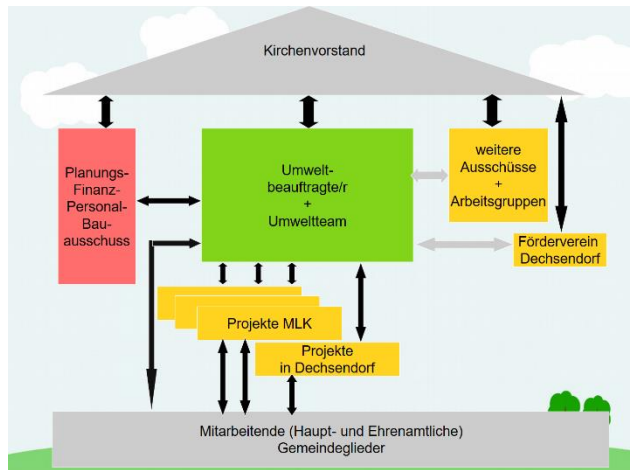 Kirchenvorstand
Planungs-
Finanz-
Personal-
Bau-
ausschuss
Umwelt-
beauftragte/r
+
Umweltteam
weitere
Ausschüsse
+
Arbeitsgruppen
Förderverein
Dechsendorf
Projekte MLK
Projekte
in Dechsendorf
Mitarbeitende (Haupt- und Ehrenamtliche)
Gemeindeglieder